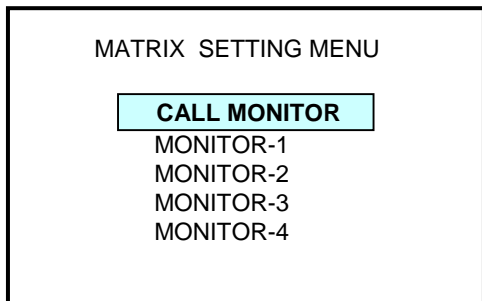 MATRIX SETTING MENU
CALL MONITOR
MONITOR-1
MONITOR-2
MONITOR-3
MONITOR-4